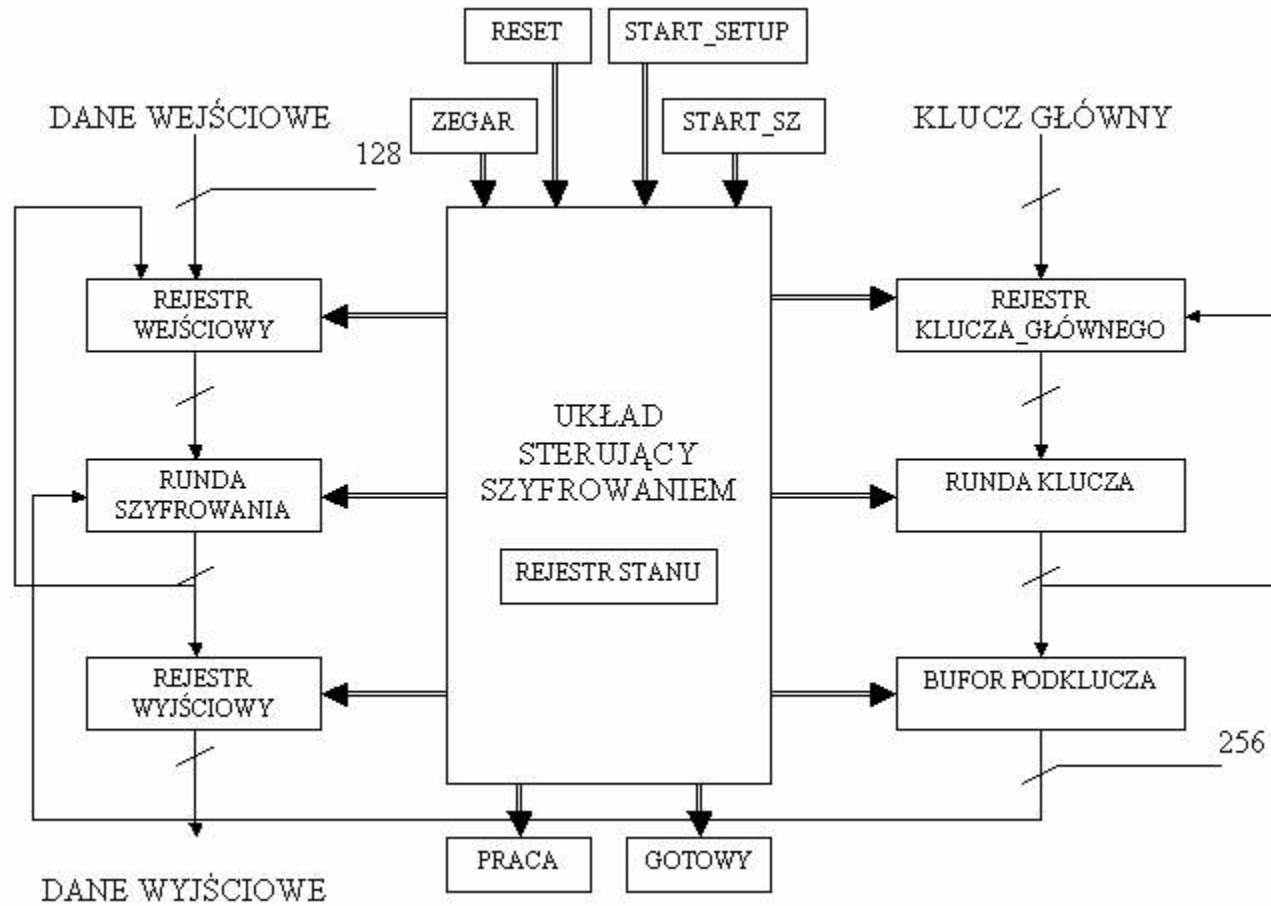 RESET
START_SETUP
DANE WEJŚCIOWE
ZEGAR
START_SZ
KLUCZ GŁÓWNY
128
REJESTR
WEJŚCIOWY
REJESTR
KLUCZA_GŁÓWNEGO
UKŁAD
STERUJĄCY
SZYFROWANIEM
RUNDA
SZYFROWANIA
RUNDA KLUCZA
REJESTR STANU
REJESTR
WYJŚCIOWY
BUFOR PODKLUCZA
256
PRACA
GOTOWY
DANE WYJŚCIOWE